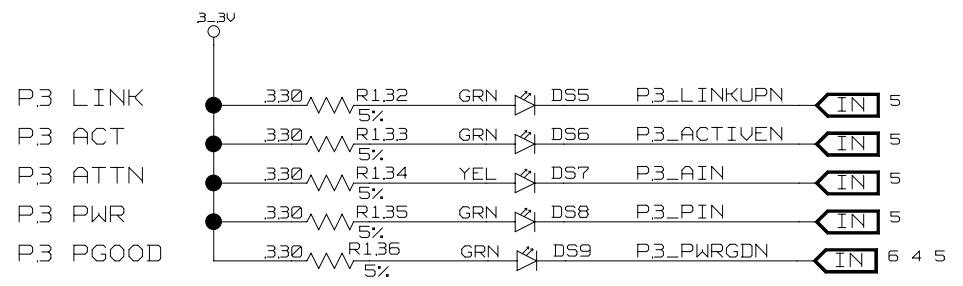 3_3V
P3 LINK 330 R132 5% GRN DS5 P3_LINKUPN IN 5
P3 ACT 330 R133 5% GRN DS6 P3_ACTIVEN IN 5
P3 ATTN 330 R134 5% YEL DS7 P3_AIN IN 5
P3 PWR 330 R135 5% GRN DS8 P3_PIN IN 5
P3 PGOOD 330 R136 5% GRN DS9 P3_PWRGDN IN 6 4 5